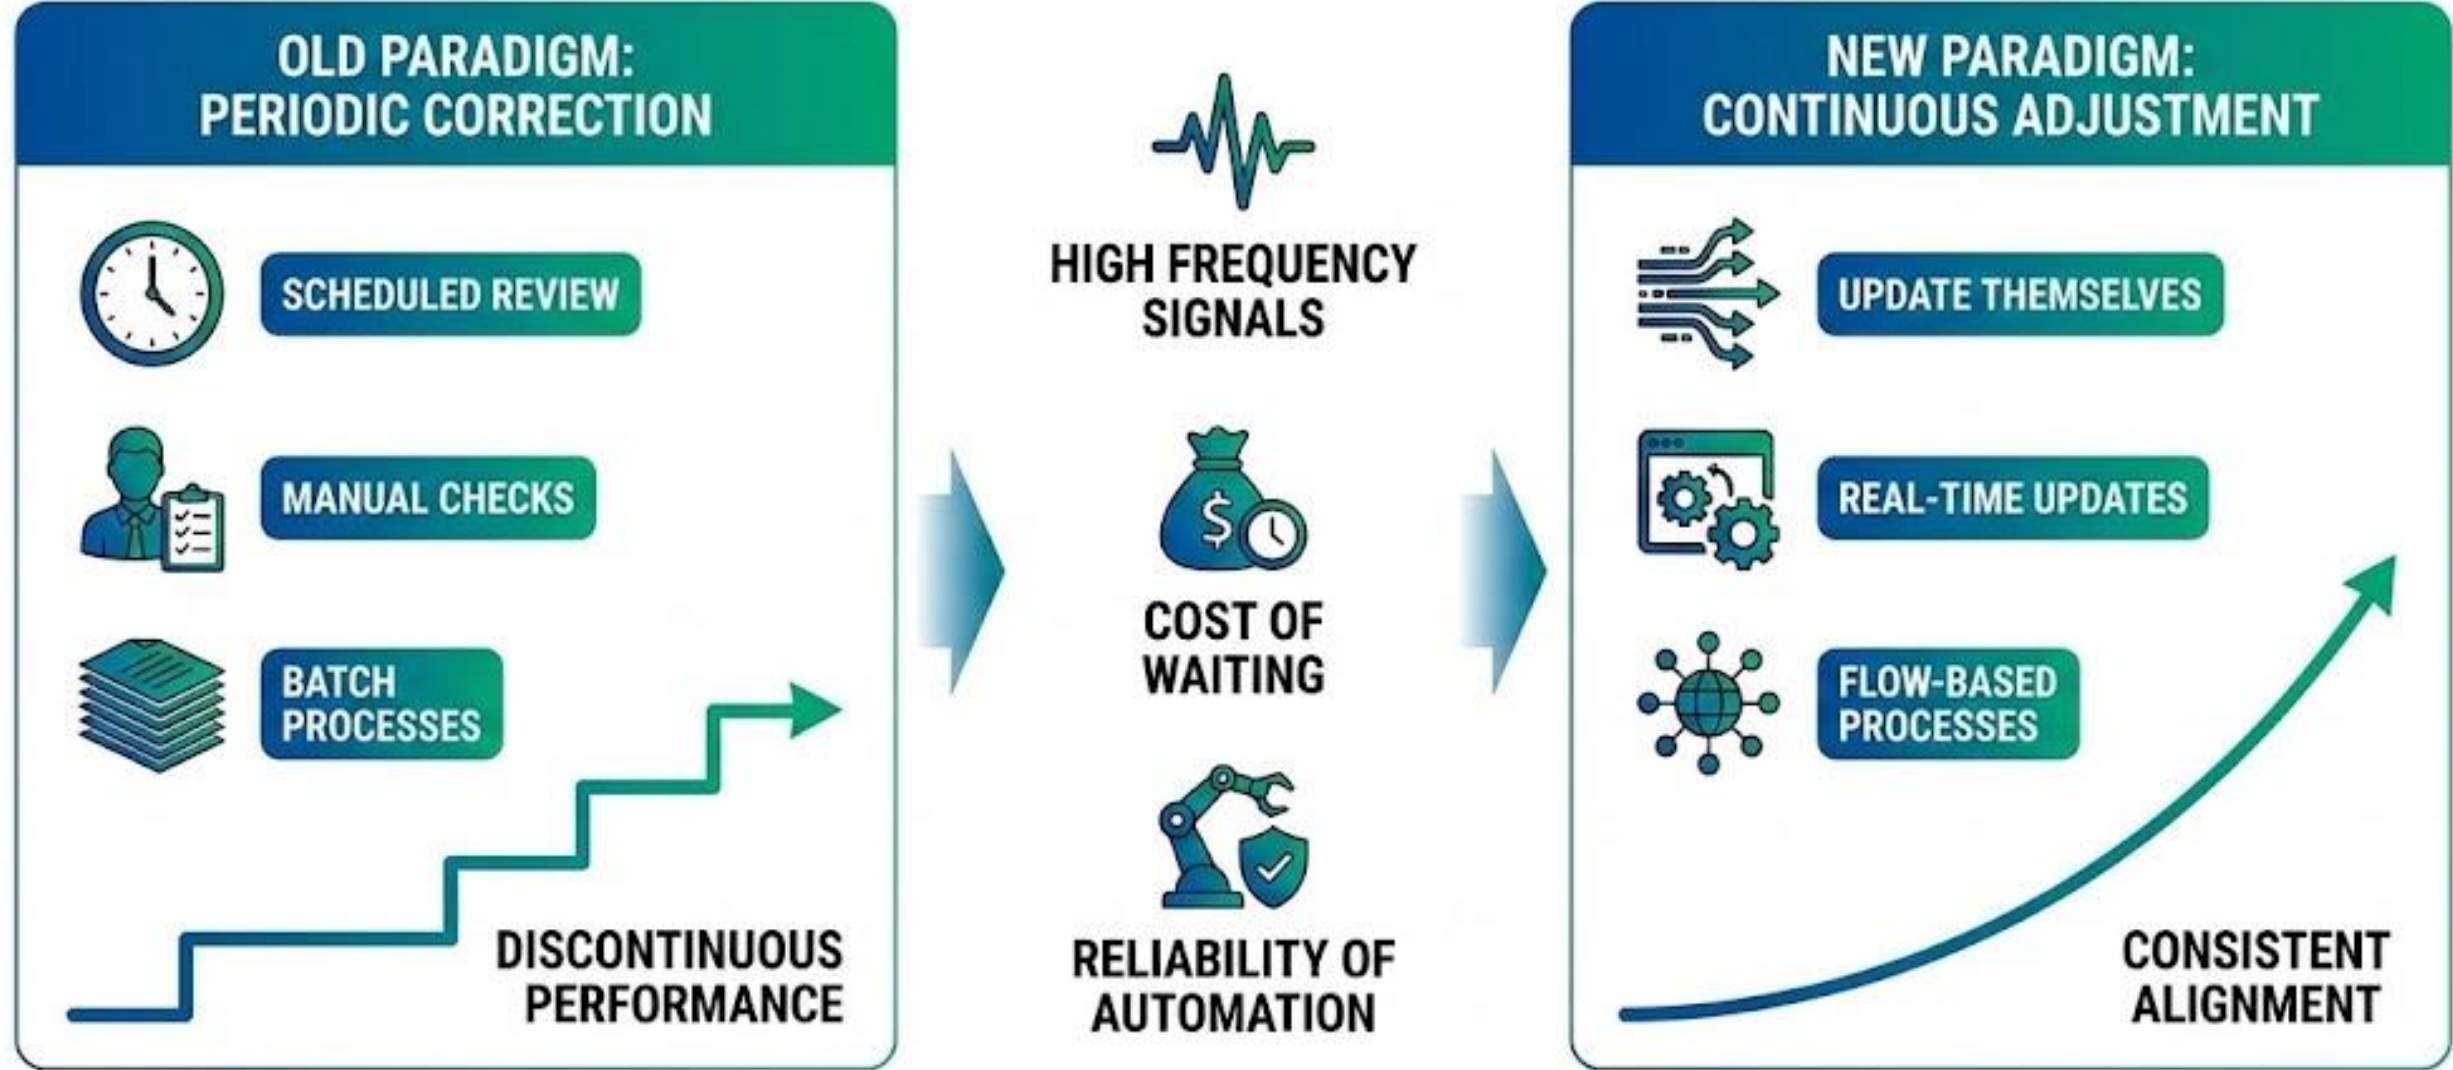 OLD PARADIGM:
PERIODIC CORRECTION
SCHEDULED REVIEW
MANUAL CHECKS
BATCH
PROCESSES
DISCONTINUOUS
PERFORMANCE
HIGH FREQUENCY
SIGNALS
$
COST OF
WAITING
RELIABILITY OF
AUTOMATION
NEW PARADIGM:
CONTINUOUS ADJUSTMENT
UPDATE THEMSELVES
REAL-TIME UPDATES
FLOW-BASED
PROCESSES
CONSISTENT
ALIGNMENT